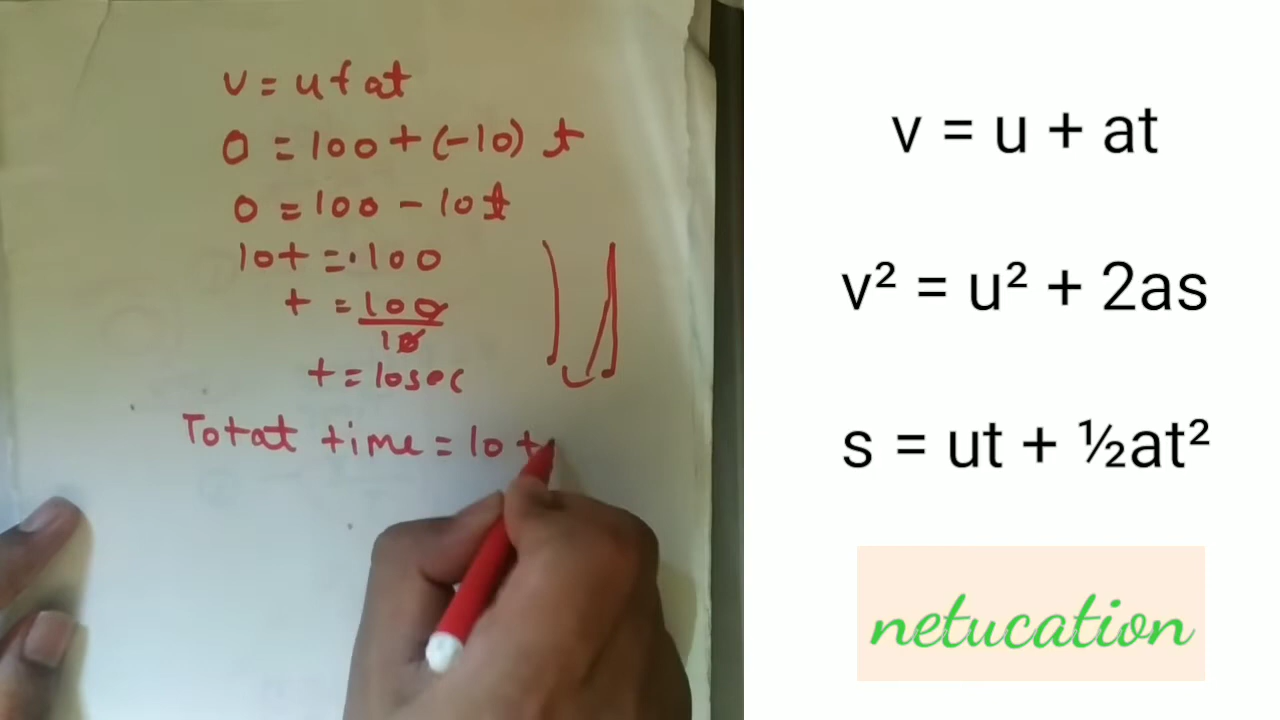 v = u + at
0 = 100 + (-10) t
0 = 100 - 10t
10t = 100
t = 100
10
t = 10sec
Totat time = 10 +
v = u + at
v² = u² + 2as
s = ut + ½at²
netucation